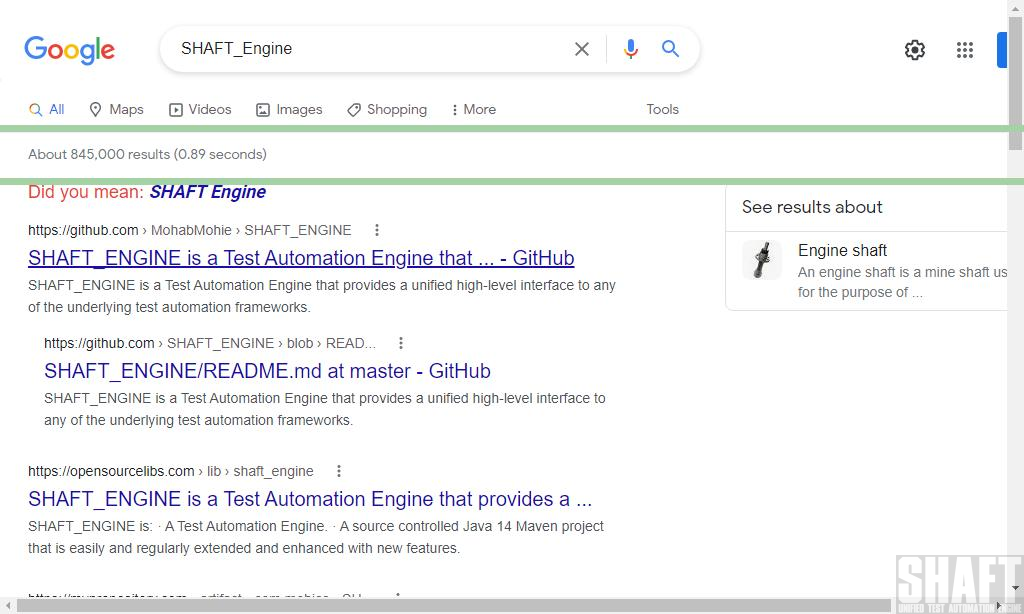 Google
SHAFT_Engine
All Maps Videos Images Shopping More Tools
About 845,000 results (0.89 seconds)
Did you mean: SHAFT Engine
https://github.com › MohabMohie › SHAFT_ENGINE
SHAFT_ENGINE is a Test Automation Engine that ... - GitHub
SHAFT_ENGINE is a Test Automation Engine that provides a unified high-level interface to any
of the underlying test automation frameworks.
https://github.com › SHAFT_ENGINE › blob › READ...
SHAFT_ENGINE/README.md at master - GitHub
SHAFT_ENGINE is a Test Automation Engine that provides a unified high-level interface to
any of the underlying test automation frameworks.
https://opensourcelibs.com › lib › shaft_engine
SHAFT_ENGINE is a Test Automation Engine that provides a ...
SHAFT_ENGINE is: · A Test Automation Engine. · A source controlled Java 14 Maven project
that is easily and regularly extended and enhanced with new features.
See results about
Engine shaft
An engine shaft is a mine shaft us
for the purpose of ...
SHAFT